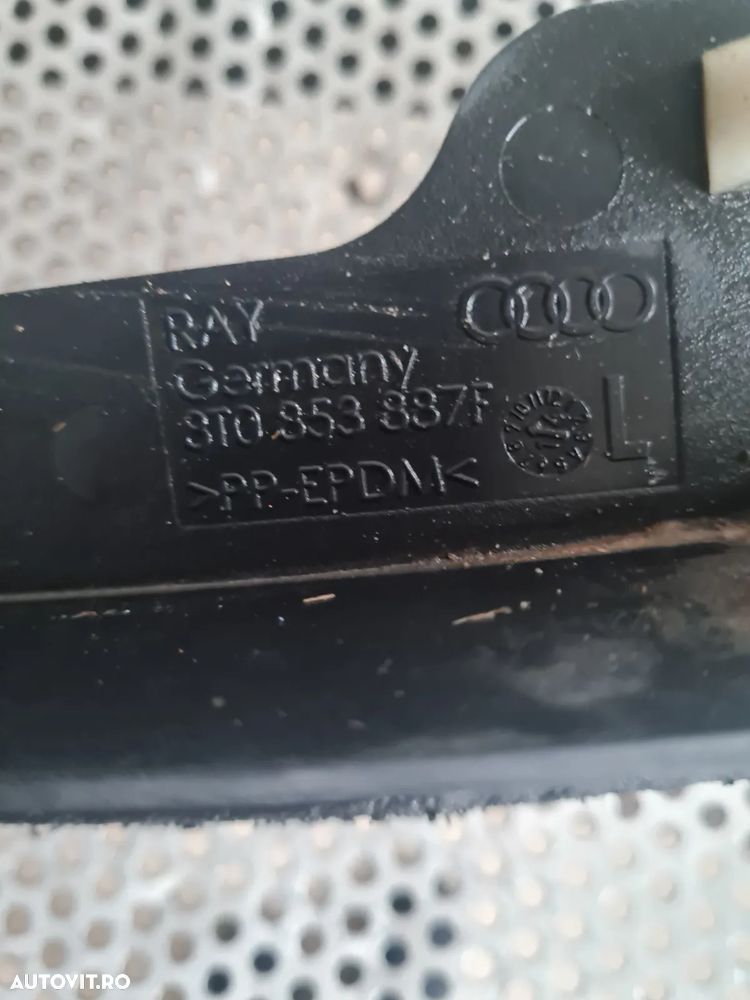 RAY
Germany
8T0 853 887F
L
>PP-EPDM<
AUTOVIT.RO